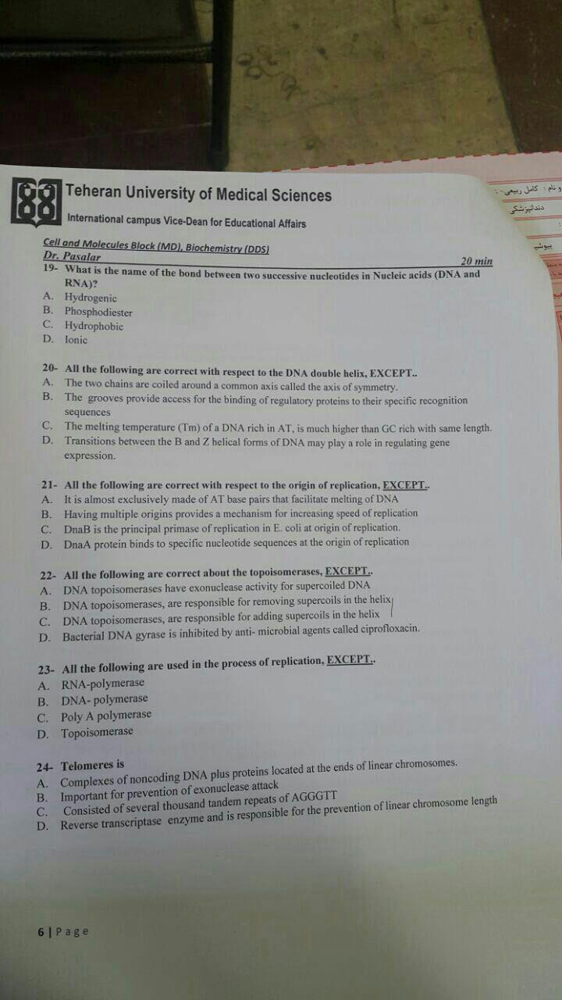 Teheran University of Medical Sciences
International campus Vice-Dean for Educational Affairs
Cell and Molecules Block (MD), Biochemistry (DDS)
Dr. Pasalar 20 min
19- What is the name of the bond between two successive nucleotides in Nucleic acids (DNA and
RNA)?
A. Hydrogenic
B. Phosphodiester
C. Hydrophobic
D. Ionic
20- All the following are correct with respect to the DNA double helix, EXCEPT..
A. The two chains are coiled around a common axis called the axis of symmetry.
B. The grooves provide access for the binding of regulatory proteins to their specific recognition
sequences
C. The melting temperature (Tm) of a DNA rich in AT, is much higher than GC rich with same length.
D. Transitions between the B and Z helical forms of DNA may play a role in regulating gene
expression.
21- All the following are correct with respect to the origin of replication, EXCEPT..
A. It is almost exclusively made of AT base pairs that facilitate melting of DNA
B. Having multiple origins provides a mechanism for increasing speed of replication
C. DnaB is the principal primase of replication in E. coli at origin of replication.
D. DnaA protein binds to specific nucleotide sequences at the origin of replication
22- All the following are correct about the topoisomerases, EXCEPT..
A. DNA topoisomerases have exonuclease activity for supercoiled DNA
B. DNA topoisomerases, are responsible for removing supercoils in the helix
C. DNA topoisomerases, are responsible for adding supercoils in the helix
D. Bacterial DNA gyrase is inhibited by anti- microbial agents called ciprofloxacin.
23- All the following are used in the process of replication, EXCEPT..
A. RNA-polymerase
B. DNA- polymerase
C. Poly A polymerase
D. Topoisomerase
24- Telomeres is
A. Complexes of noncoding DNA plus proteins located at the ends of linear chromosomes.
B. Important for prevention of exonuclease attack
C. Consisted of several thousand tandem repeats of AGGGTT
D. Reverse transcriptase enzyme and is responsible for the prevention of linear chromosome length
6 | Page
و نام : کامل ربیعی- :
دندانپزشکی